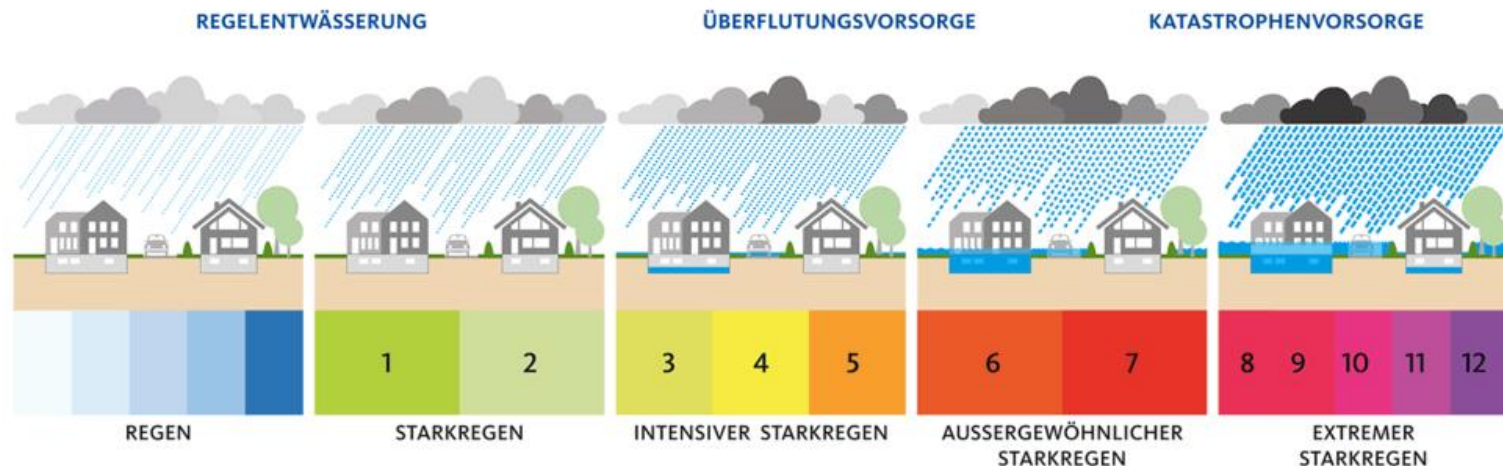 REGELENTWÄSSERUNG
ÜBERFLUTUNGSVORSORGE
KATASTROPHENVORSORGE
1
2
3
4
5
6
7
8
9
10
11
12
REGEN
STARKREGEN
INTENSIVER STARKREGEN
AUSSERGEWÖHNLICHER
STARKREGEN
EXTREMER
STARKREGEN